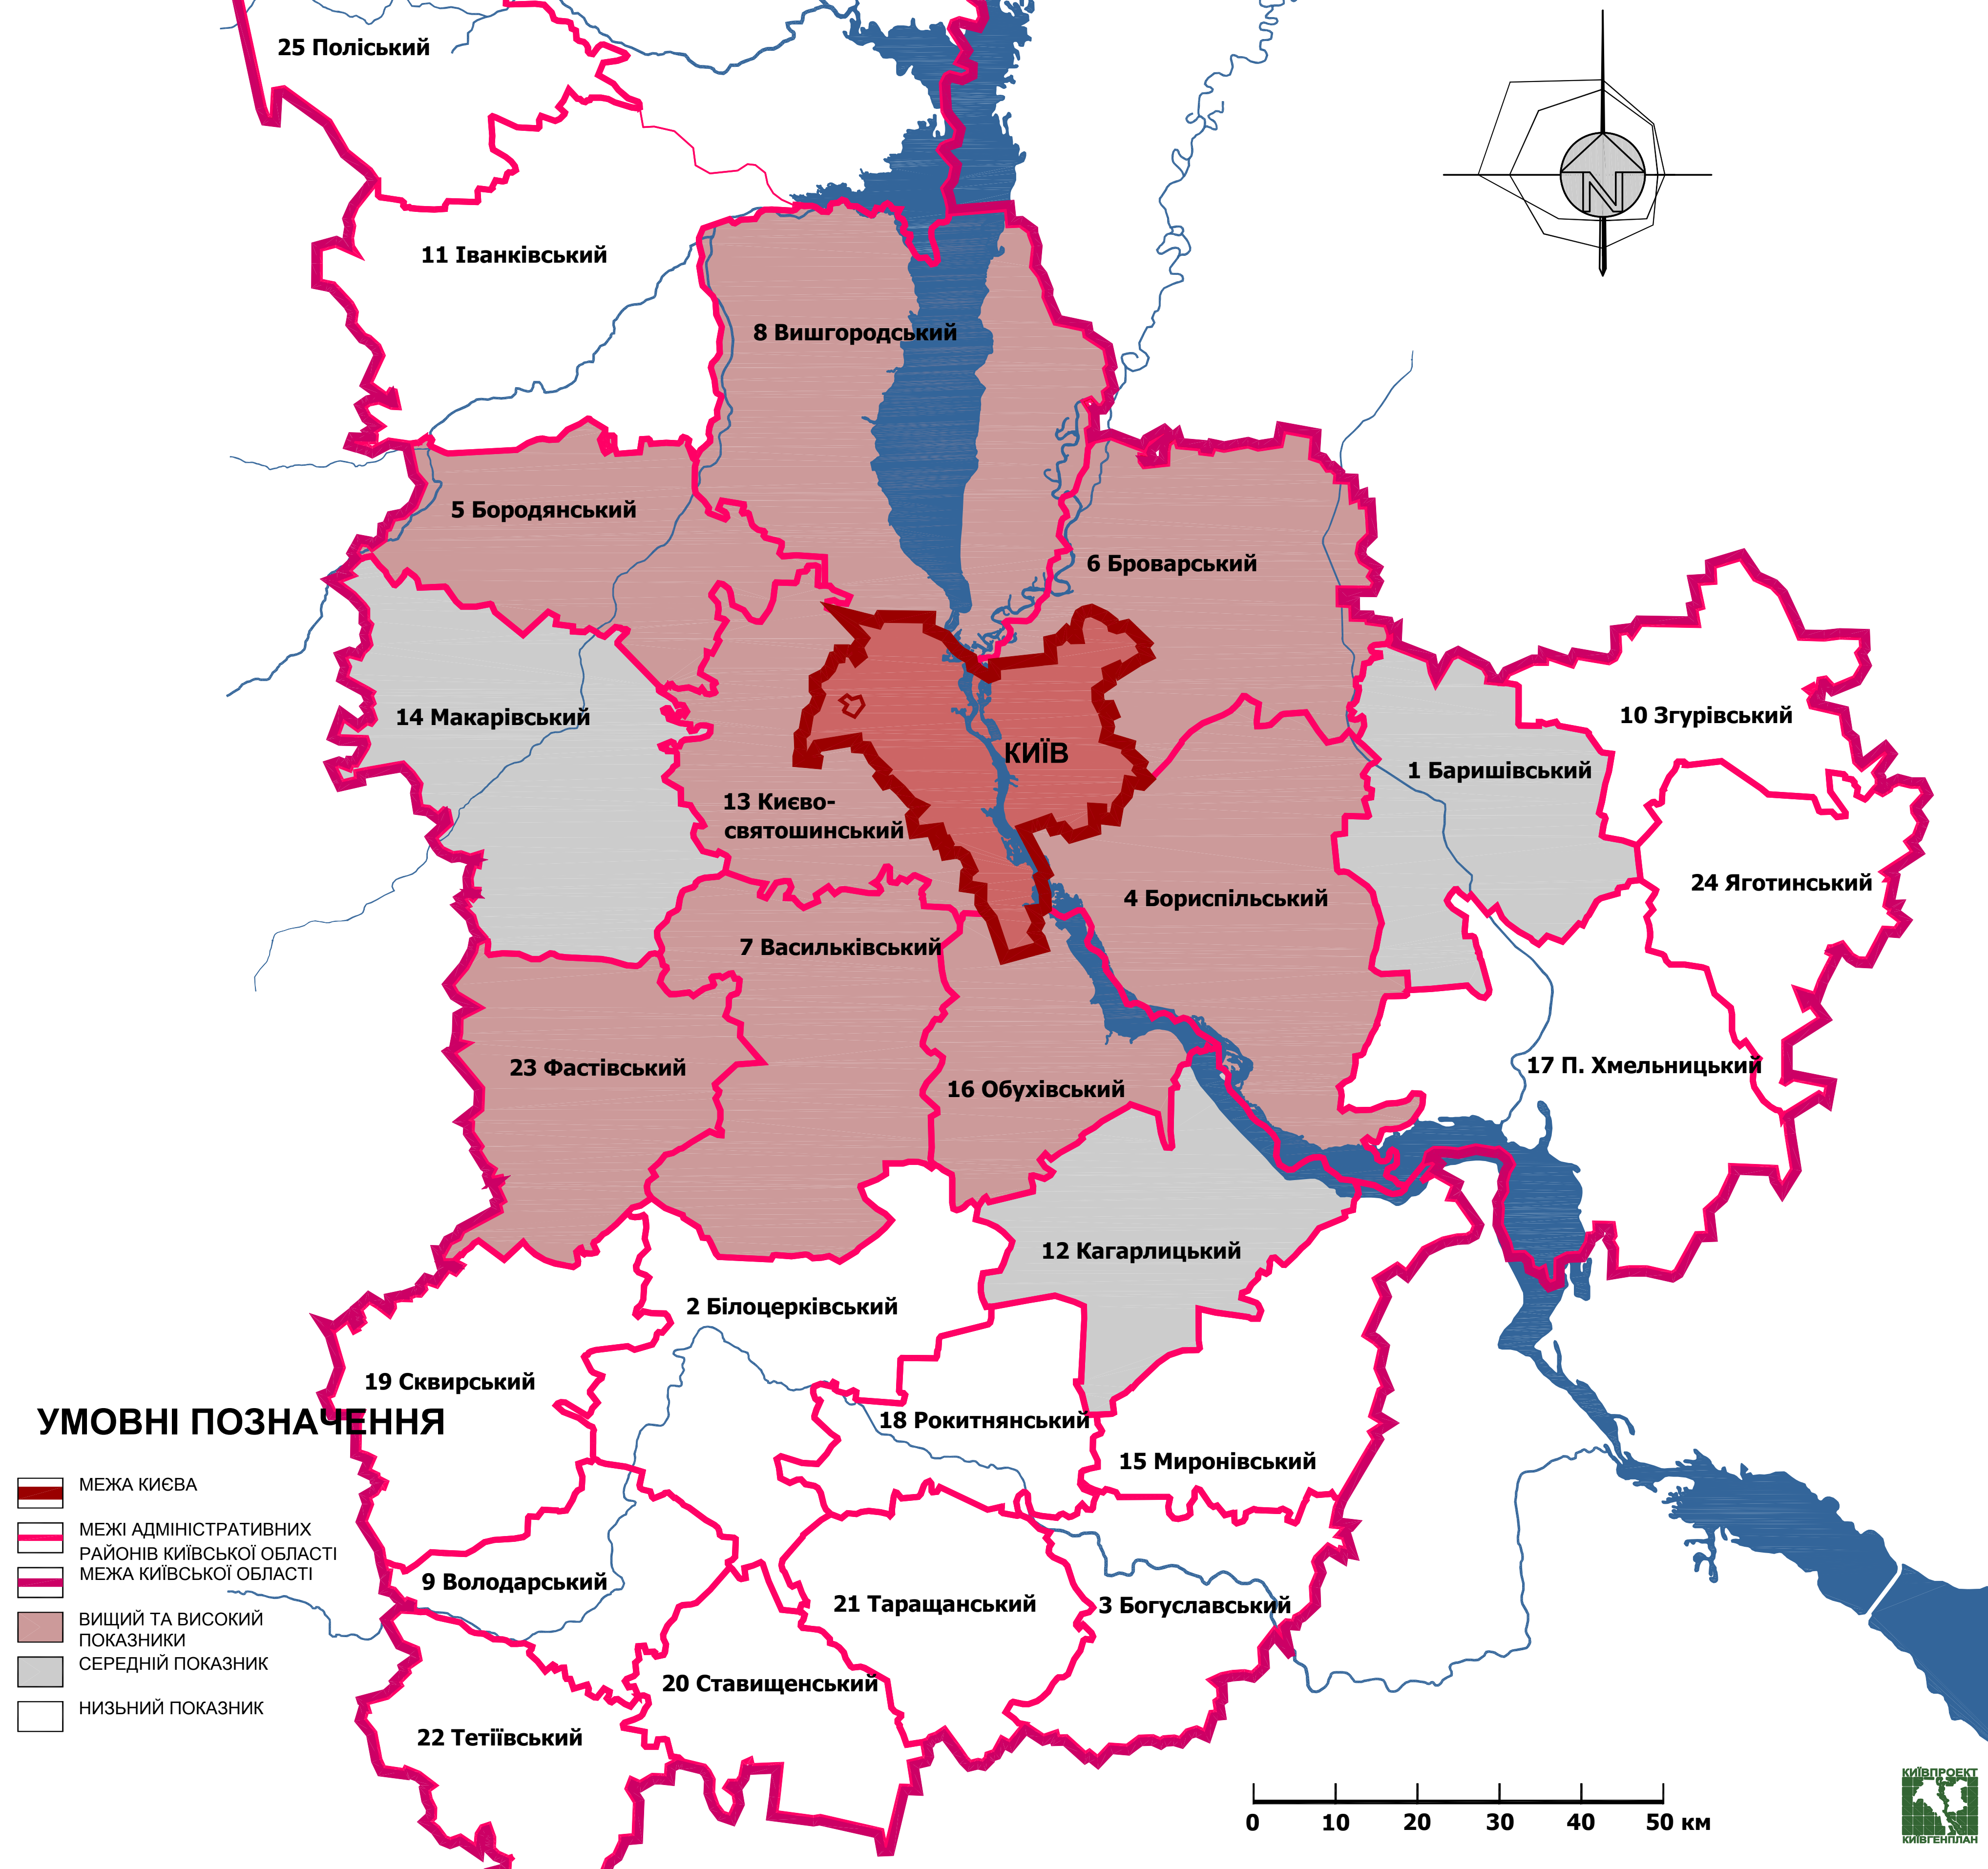 25 Поліський
11 Іванківський
N
8 Вишгородський
5 Бородянський
6 Броварський
14 Макарівський
10 Згурівський
КИЇВ
1 Баришівський
13 Києво-
святошинський
24 Яготинський
4 Бориспільський
7 Васильківський
23 Фастівський
17 П. Хмельницький
16 Обухівський
12 Кагарлицький
2 Білоцерківський
19 Сквирський
18 Рокитнянський
15 Миронівський
9 Володарський
21 Таращанський
3 Богуславський
20 Ставищенський
22 Тетіївський
УМОВНІ ПОЗНАЧЕННЯ
МЕЖА КИЄВА
МЕЖІ АДМІНІСТРАТИВНИХ
РАЙОНІВ КИЇВСЬКОЇ ОБЛАСТІ
МЕЖА КИЇВСЬКОЇ ОБЛАСТІ
ВИЩИЙ ТА ВИСОКИЙ
ПОКАЗНИКИ
СЕРЕДНІЙ ПОКАЗНИК
НИЗЬНИЙ ПОКАЗНИК
0 10 20 30 40 50 км
КИЇВПРОЕКТ
КИЇВГЕНПЛАН